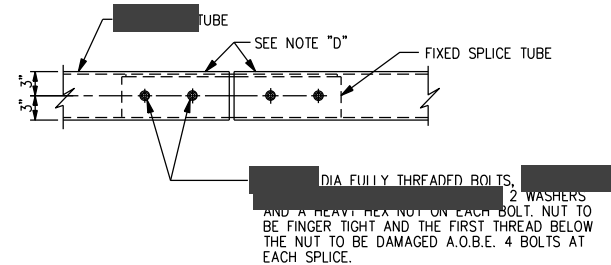 TUBE
SEE NOTE "D"
FIXED SPLICE TUBE
3"
3"
DIA FULLY THREADED BOLTS,
2 WASHERS
AND A HEAVY HEX NUT ON EACH BOLT. NUT TO
BE FINGER TIGHT AND THE FIRST THREAD BELOW
THE NUT TO BE DAMAGED A.O.B.E. 4 BOLTS AT
EACH SPLICE.